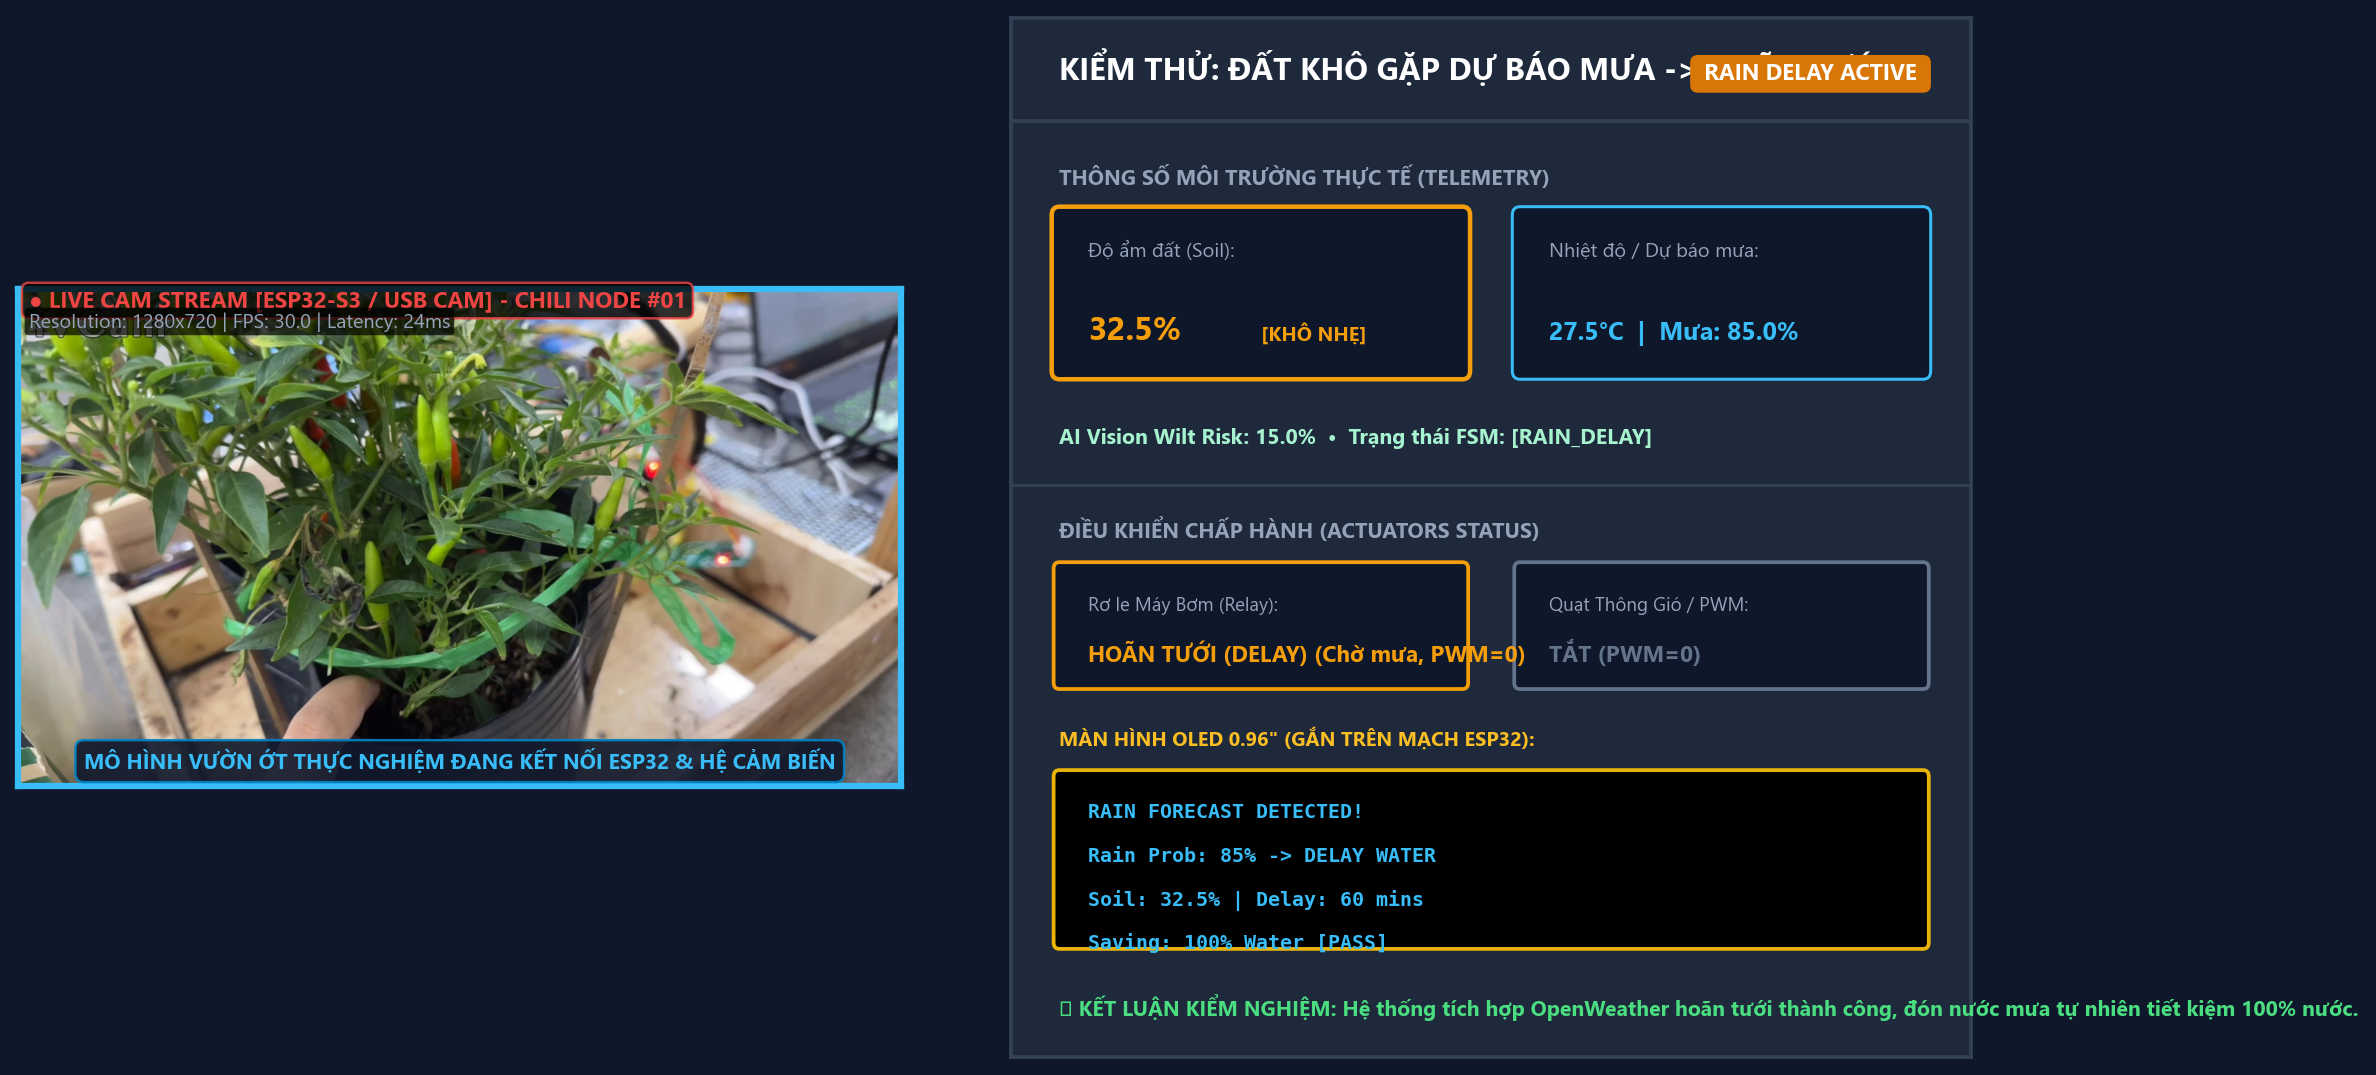 ● LIVE CAM STREAM [ESP32-S3 / USB CAM] - CHILI NODE #01
Resolution: 1280x720 | FPS: 30.0 | Latency: 24ms
MÔ HÌNH VƯỜN ỚT THỰC NGHIỆM ĐANG KẾT NỐI ESP32 & HỆ CẢM BIẾN
KIỂM THỬ: ĐẤT KHÔ GẶP DỰ BÁO MƯA ->
RAIN DELAY ACTIVE
THÔNG SỐ MÔI TRƯỜNG THỰC TẾ (TELEMETRY)
Độ ẩm đất (Soil):
32.5% [KHÔ NHẸ]
Nhiệt độ / Dự báo mưa:
27.5°C | Mưa: 85.0%
AI Vision Wilt Risk: 15.0% • Trạng thái FSM: [RAIN_DELAY]
ĐIỀU KHIỂN CHẤP HÀNH (ACTUATORS STATUS)
Rơ le Máy Bơm (Relay):
HOÃN TƯỚI (DELAY) (Chờ mưa, PWM=0)
Quạt Thông Gió / PWM:
TẮT (PWM=0)
MÀN HÌNH OLED 0.96" (GẮN TRÊN MẠCH ESP32):
RAIN FORECAST DETECTED!
Rain Prob: 85% -> DELAY WATER
Soil: 32.5% | Delay: 60 mins
Saving: 100% Water [PASS]
KẾT LUẬN KIỂM NGHIỆM: Hệ thống tích hợp OpenWeather hoãn tưới thành công, đón nước mưa tự nhiên tiết kiệm 100% nước.